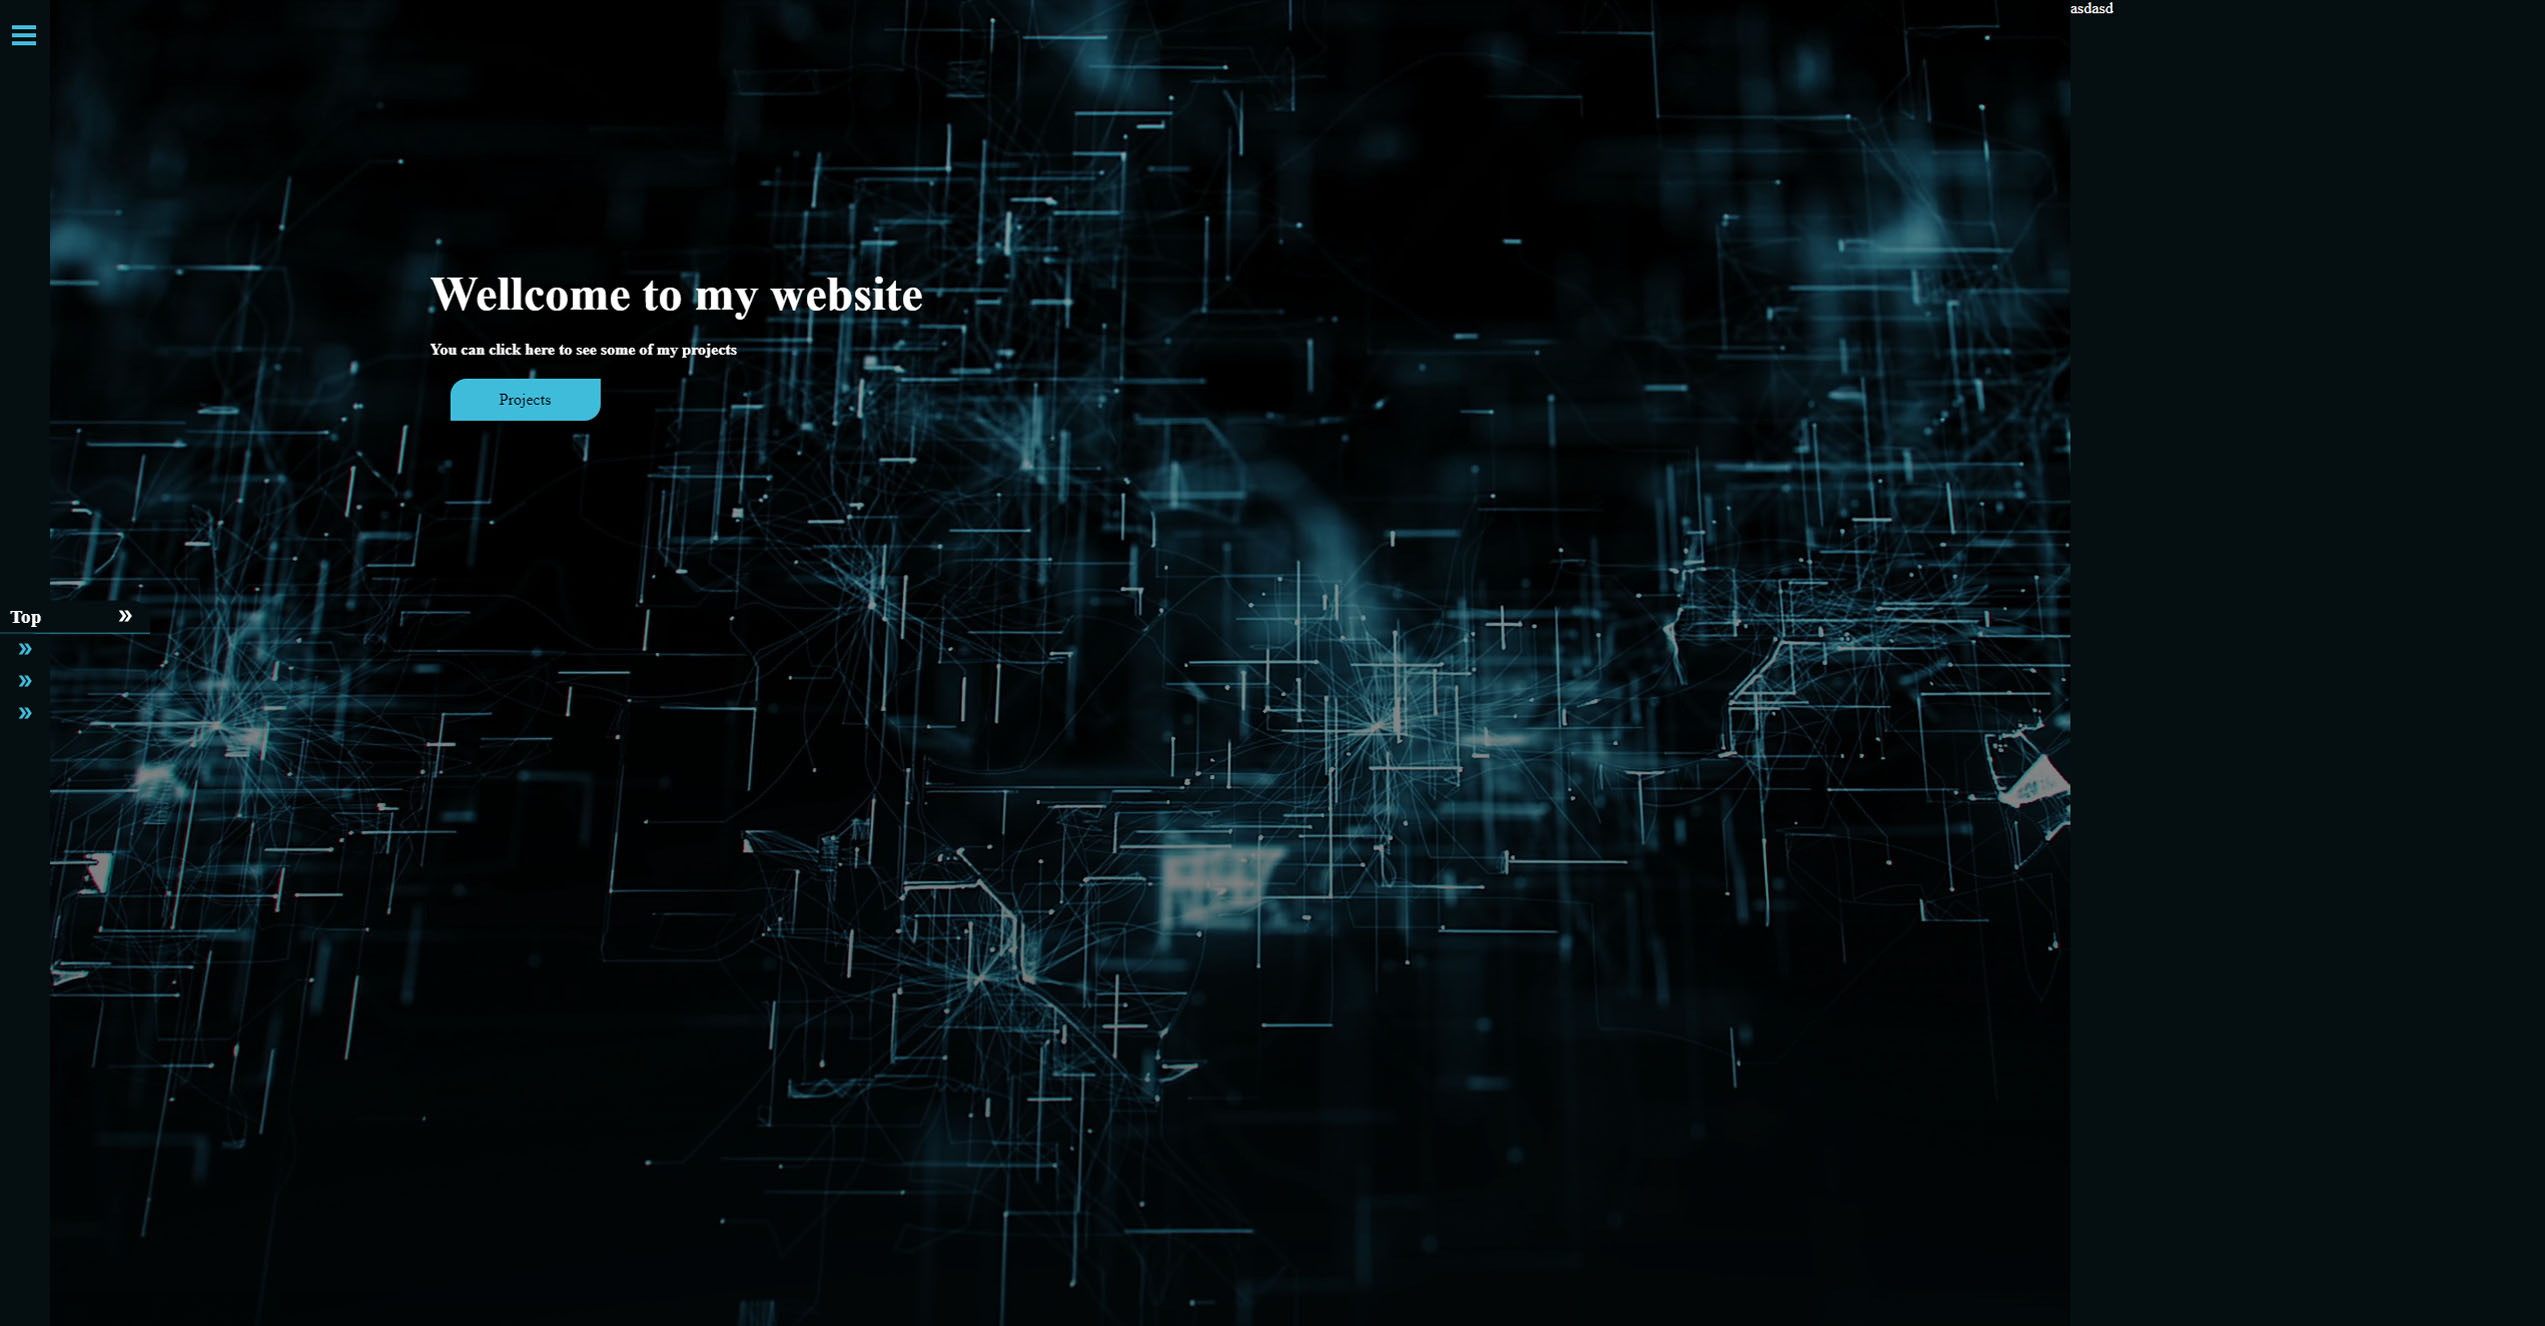 asdasd
Wellcome to my website
You can click here to see some of my projects
Projects
Top »
»
»
»